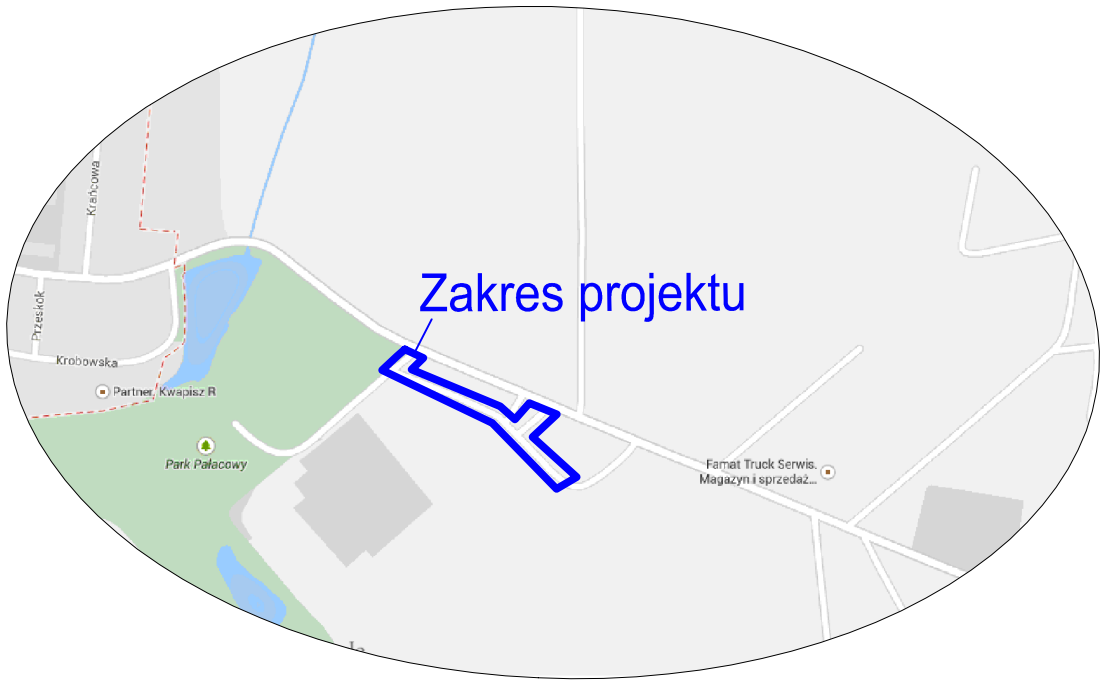 Krańcowa
Zakres projektu
Przeskok
Krobowska
Partner. Kwapisz R
Park Pałacowy
Famat Truck Serwis.
Magazyn i sprzedaż...